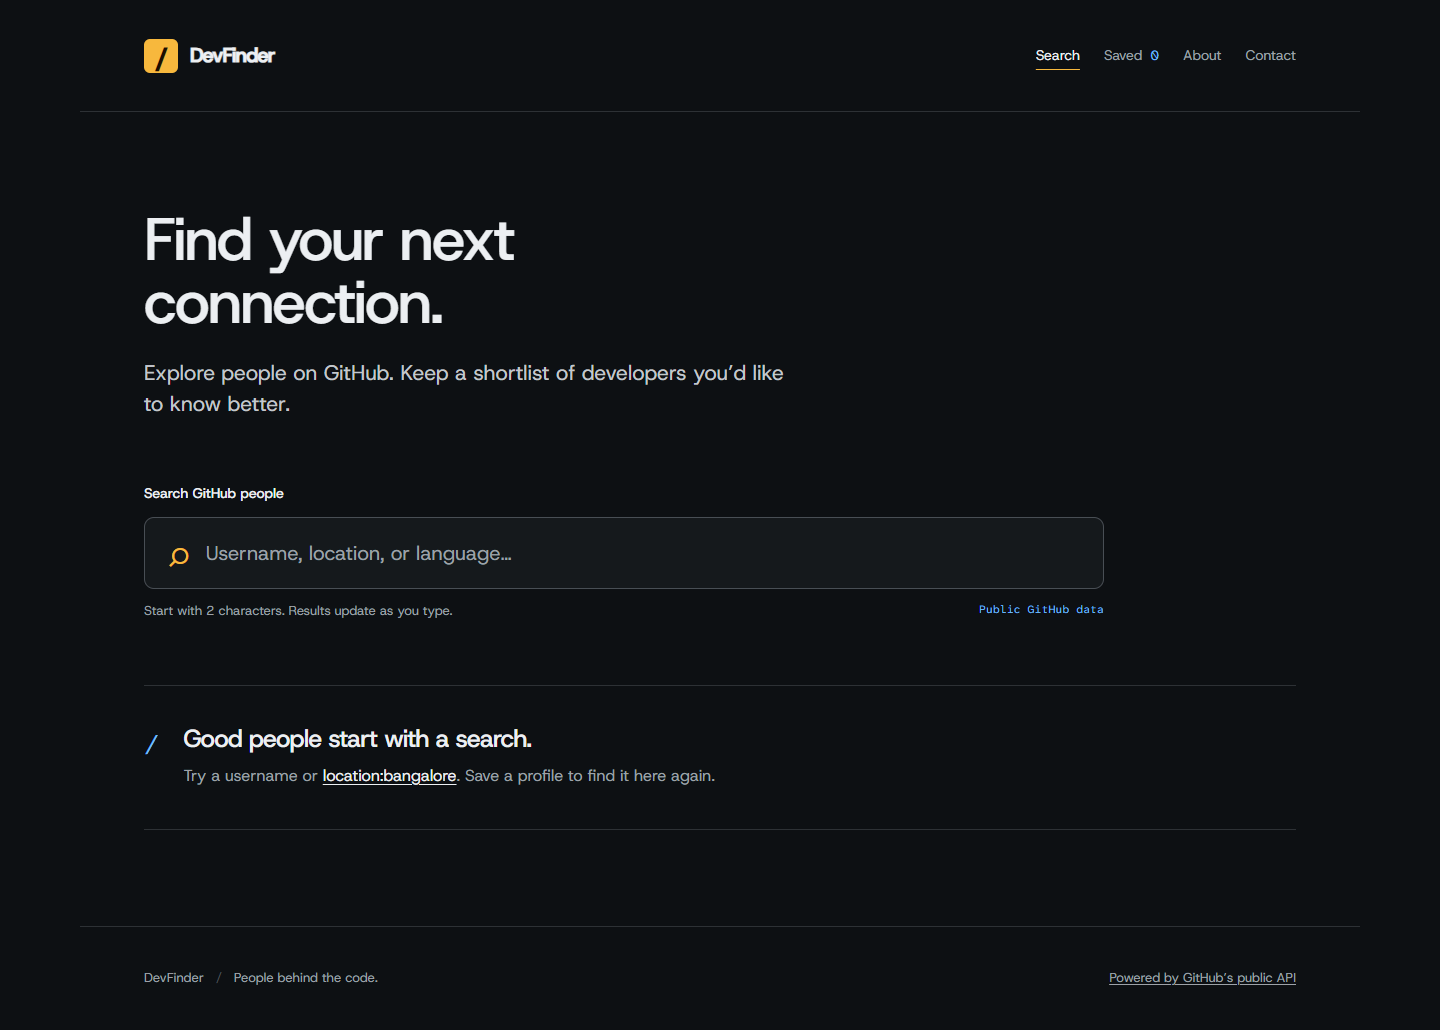 / DevFinder
Search Saved 0 About Contact
Find your next
connection.
Explore people on GitHub. Keep a shortlist of developers you’d like
to know better.
Search GitHub people
Username, location, or language…
Start with 2 characters. Results update as you type.
Public GitHub data
/ Good people start with a search.
Try a username or location:bangalore. Save a profile to find it here again.
DevFinder / People behind the code.
Powered by GitHub’s public API